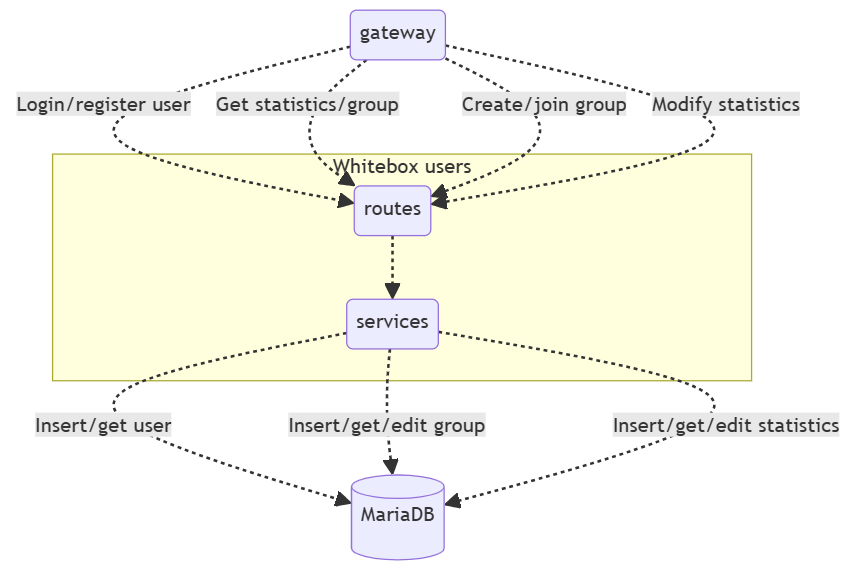 gateway
Login/register user
Get statistics/group
Create/join group
Modify statistics
Whitebox users
routes
services
Insert/get user
Insert/get/edit group
Insert/get/edit statistics
MariaDB